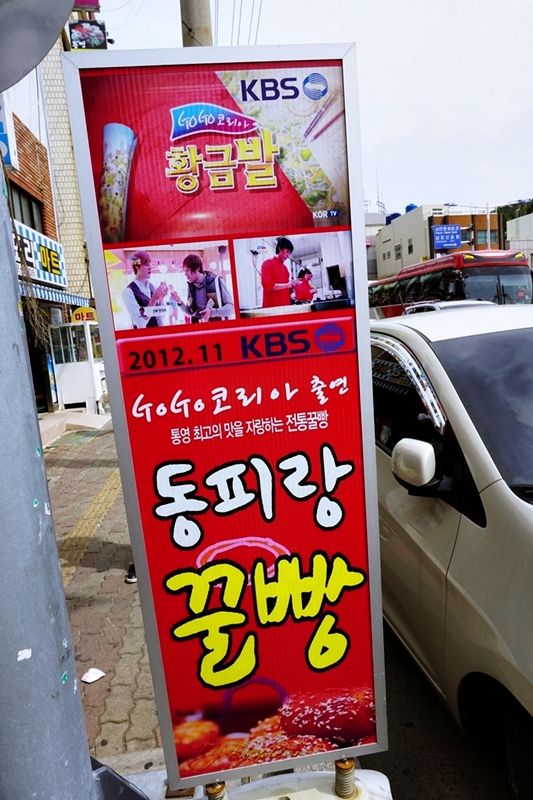 KBS
GoGo코리아
황금발
KOR TV
2012.11 KBS
GoGo코리아 출연
통영 최고의 맛을 자랑하는 전통꿀빵
동피랑
꿀빵
마트
마트